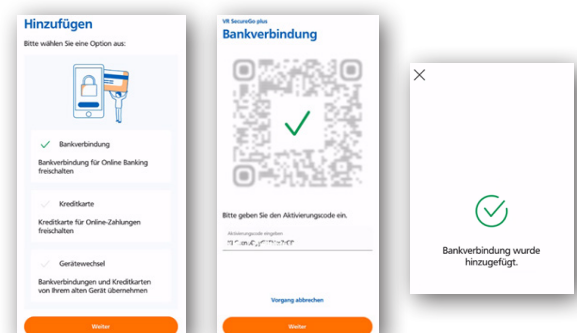 Hinzufügen
Bitte wählen Sie eine Option aus:
Bankverbindung
Bankverbindung für Online Banking
freischalten
Kreditkarte
Kreditkarte für Online-Zahlungen
freischalten
Gerätewechsel
Bankverbindungen und Kreditkarten
von Ihrem alten Gerät übernehmen
Weiter
VR SecureGo plus
Bankverbindung
Bitte geben Sie den Aktivierungscode ein.
Aktivierungscode eingeben
Vorgang abbrechen
Weiter
Bankverbindung wurde
hinzugefügt.